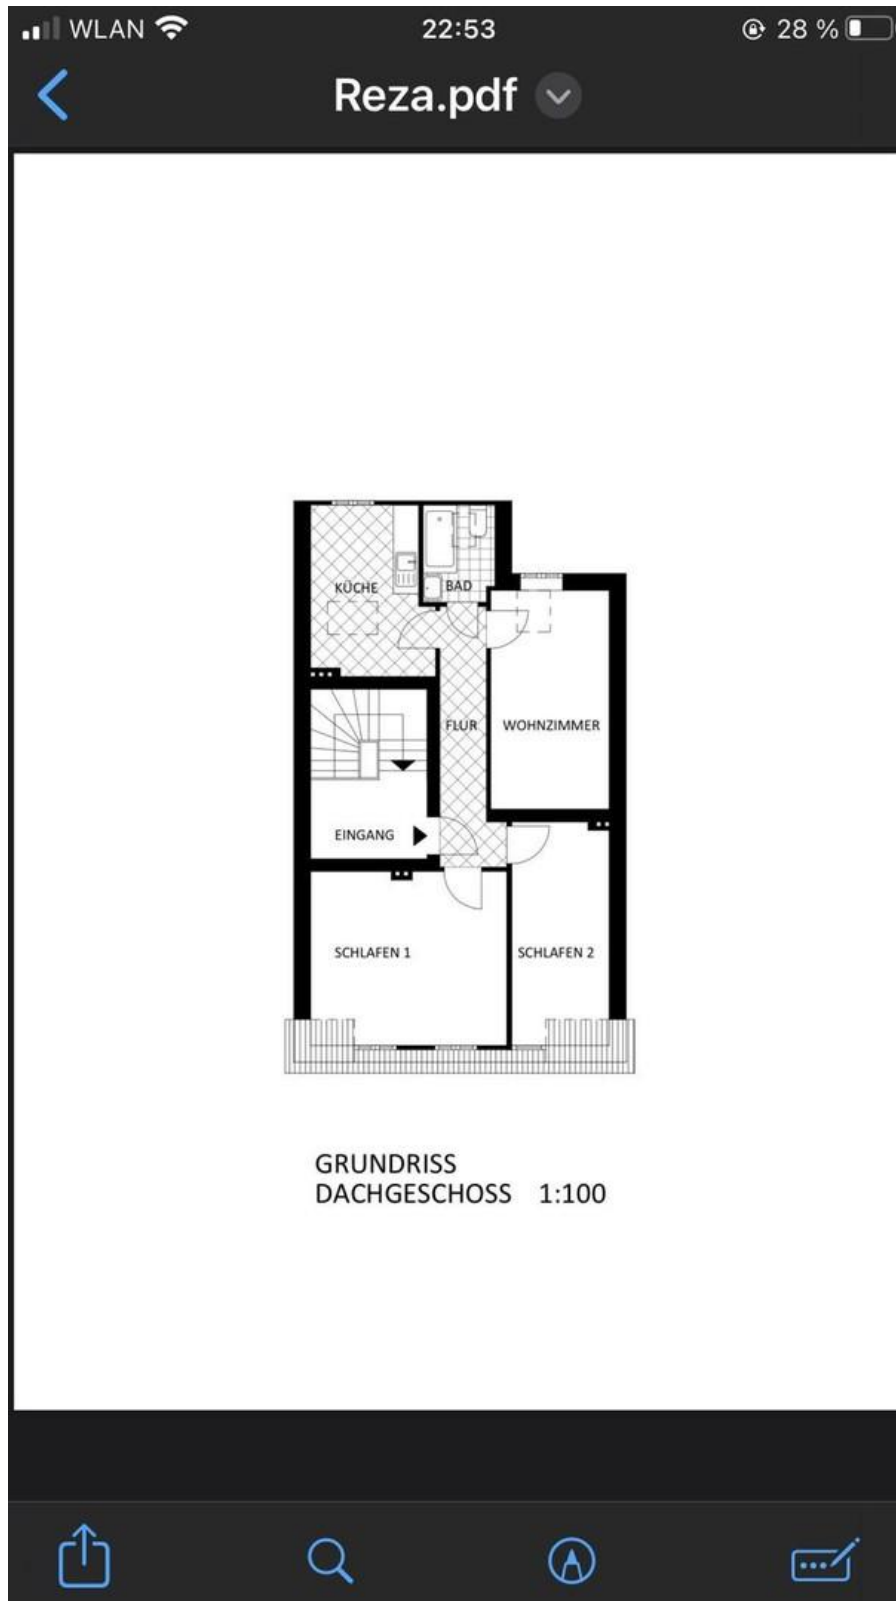 WLAN 22:53 28 %
Reza.pdf
KÜCHE
BAD
FLUR
WOHNZIMMER
EINGANG
SCHLAFEN 1
SCHLAFEN 2
GRUNDRISS
DACHGESCHOSS 1:100